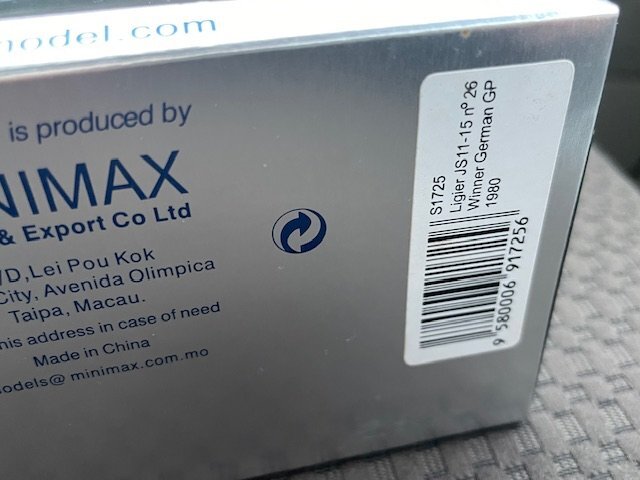 model.com
is produced by
NIMAX
& Export Co Ltd
/D,Lei Pou Kok
City, Avenida Olimpica
Taipa, Macau.
his address in case of need
Made in China
odels@ minimax.com.mo
S1725
Ligier JS11-15 nº 26
Winner German GP
1980
9 580006 917256